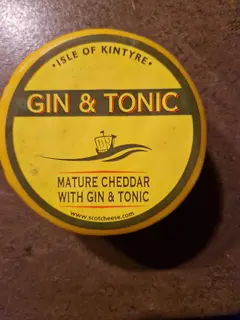 ·ISLE OF KINTYRE·
GIN & TONIC
MATURE CHEDDAR
WITH GIN & TONIC
www.scotcheese.com